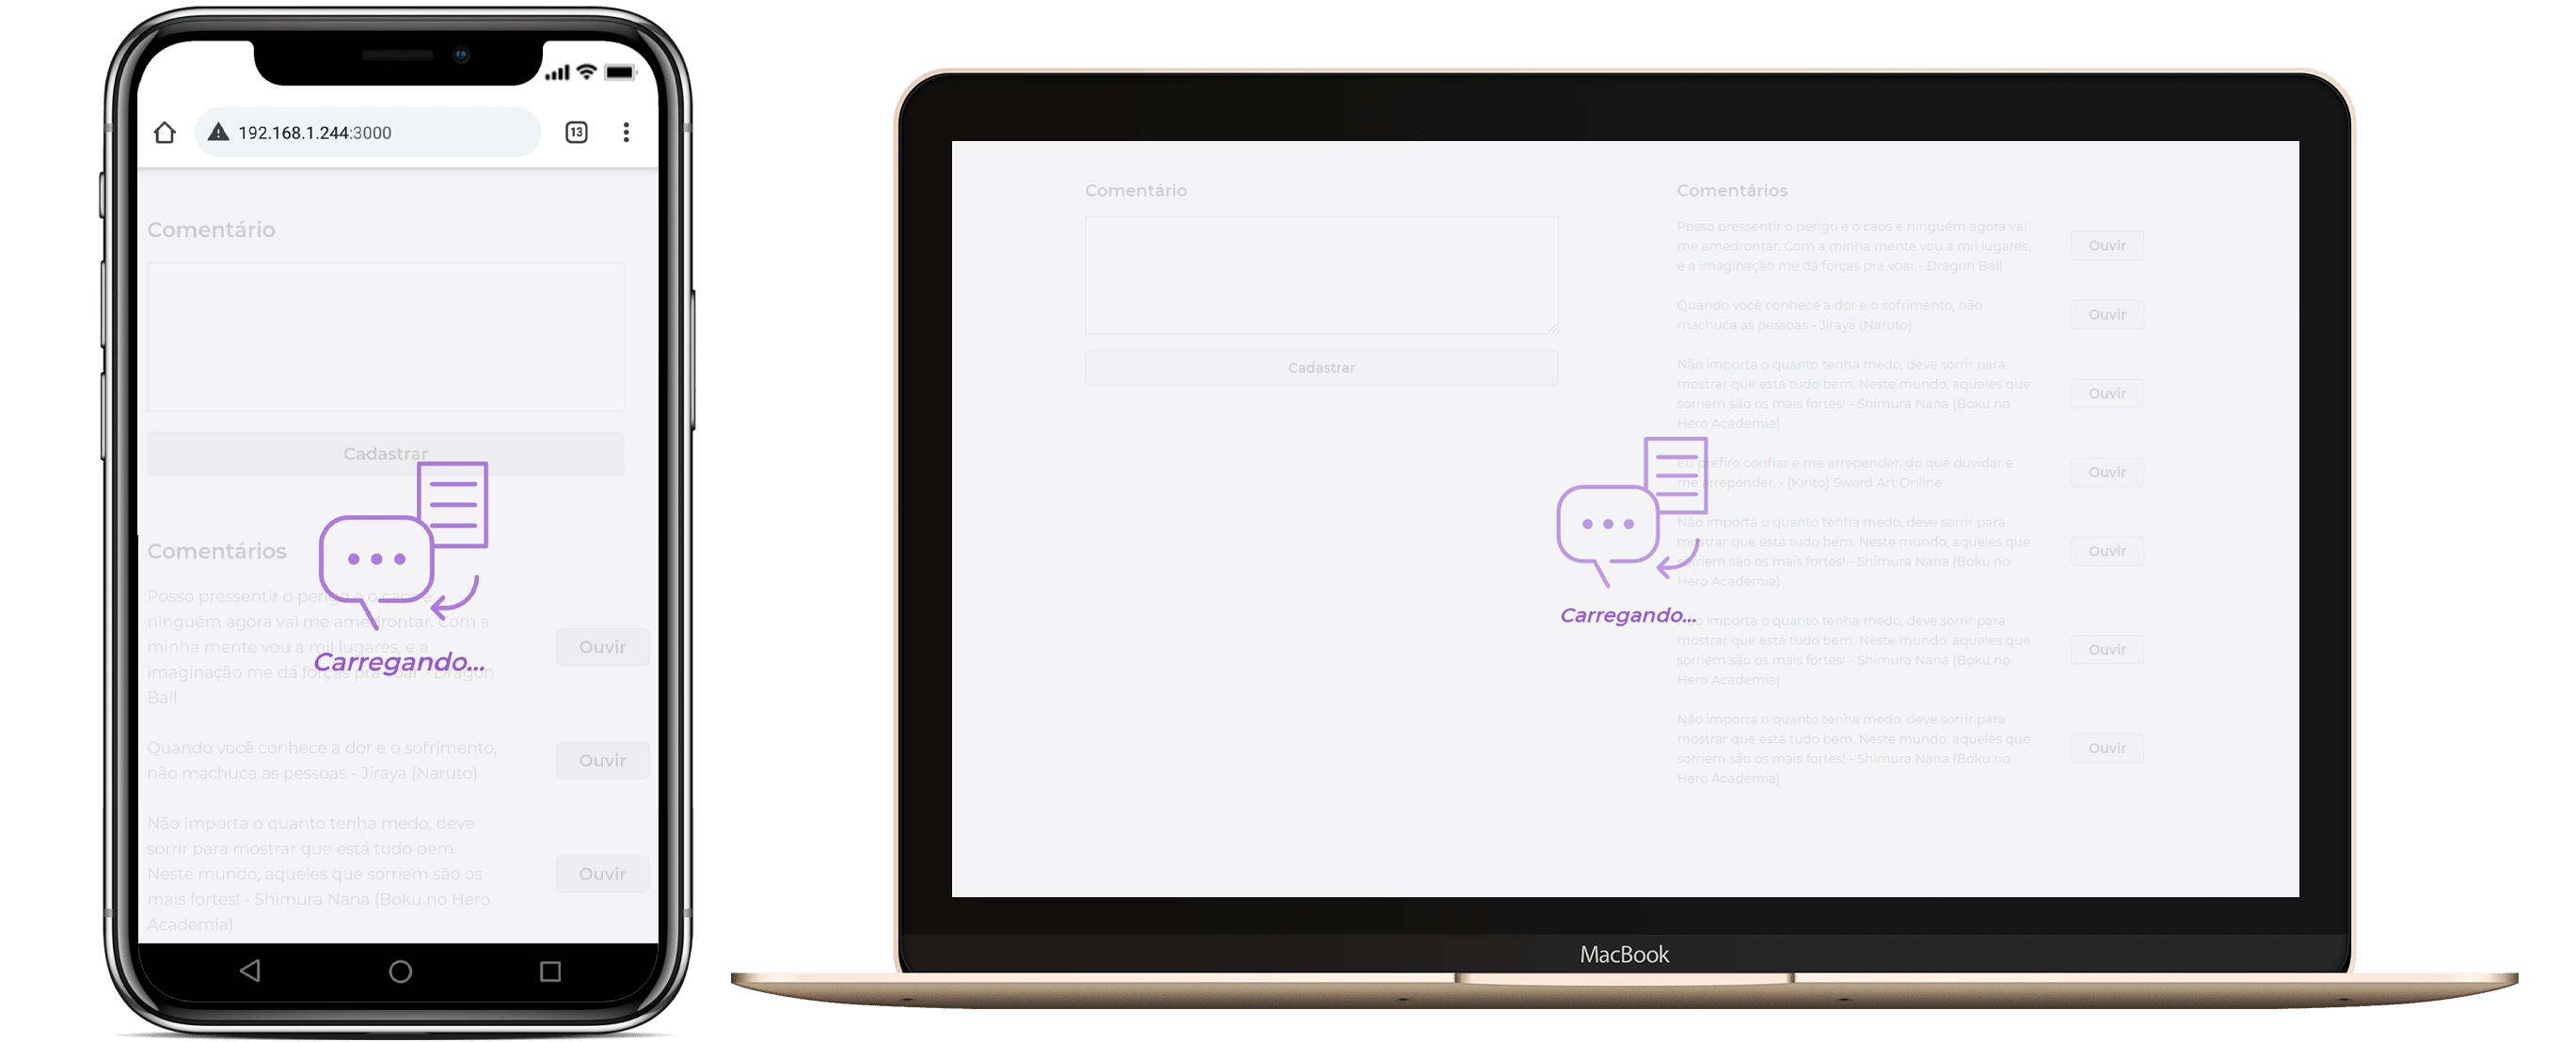 192.168.1.244:3000
13
Comentário
Cadastrar
Comentários
Posso pressentir o perigo e o caos e
ninguém agora vai me amedrontar. Com a
minha mente vou a mil lugares, e a
imaginação me dá forças pra voar - Dragon
Ball
Ouvir
Carregando...
Quando você conhece a dor e o sofrimento,
não machuca as pessoas - Jiraya (Naruto)
Ouvir
Não importa o quanto tenha medo, deve
sorrir para mostrar que está tudo bem.
Neste mundo, aqueles que sorriem são os
mais fortes! - Shimura Nana (Boku no Hero
Academia)
Ouvir
Comentário
Cadastrar
Comentários
Posso pressentir o perigo e o caos e ninguém agora vai
me amedrontar. Com a minha mente vou a mil lugares,
e a imaginação me dá forças pra voar - Dragon Ball
Ouvir
Quando você conhece a dor e o sofrimento, não
machuca as pessoas - Jiraya (Naruto)
Ouvir
Não importa o quanto tenha medo, deve sorrir para
mostrar que está tudo bem. Neste mundo, aqueles que
sorriem são os mais fortes! - Shimura Nana (Boku no
Hero Academia)
Ouvir
Eu prefiro confiar e me arrepender, do que duvidar e
me arrepender. - (Kirito) Sword Art Online
Ouvir
Não importa o quanto tenha medo, deve sorrir para
mostrar que está tudo bem. Neste mundo, aqueles que
sorriem são os mais fortes! - Shimura Nana (Boku no
Hero Academia)
Ouvir
Carregando...
Não importa o quanto tenha medo, deve sorrir para
mostrar que está tudo bem. Neste mundo, aqueles que
sorriem são os mais fortes! - Shimura Nana (Boku no
Hero Academia)
Ouvir
Não importa o quanto tenha medo, deve sorrir para
mostrar que está tudo bem. Neste mundo, aqueles que
sorriem são os mais fortes! - Shimura Nana (Boku no
Hero Academia)
Ouvir
MacBook